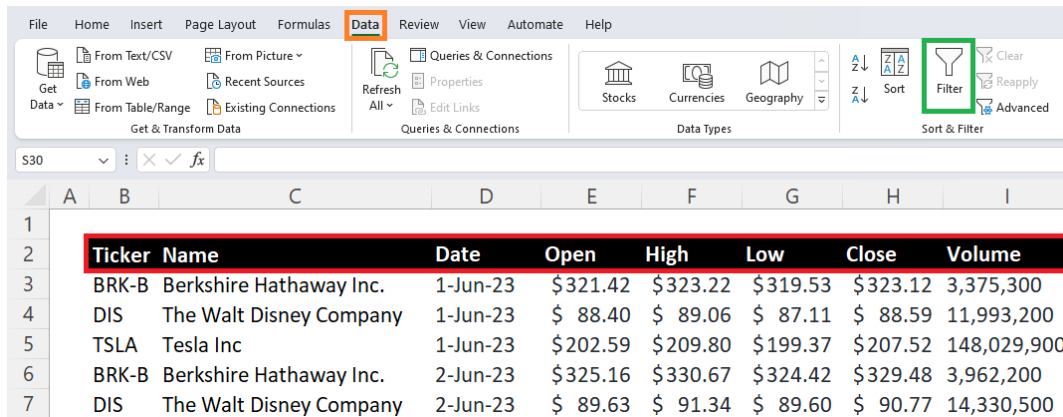 File Home Insert Page Layout Formulas Data Review View Automate Help
From Text/CSV From Picture Queries & Connections Clear
From Web Recent Sources Properties Reapply
Get Data Refresh All Stocks Currencies Geography Sort Filter
From Table/Range Existing Connections Edit Links Advanced
Get & Transform Data Queries & Connections Data Types Sort & Filter
S30 fx
A B C D E F G H I
1
2 Ticker Name Date Open High Low Close Volume
3 BRK-B Berkshire Hathaway Inc. 1-Jun-23 $321.42 $323.22 $319.53 $323.12 3,375,300
4 DIS The Walt Disney Company 1-Jun-23 $ 88.40 $ 89.06 $ 87.11 $ 88.59 11,993,200
5 TSLA Tesla Inc 1-Jun-23 $202.59 $209.80 $199.37 $207.52 148,029,900
6 BRK-B Berkshire Hathaway Inc. 2-Jun-23 $325.16 $330.67 $324.42 $329.48 3,962,200
7 DIS The Walt Disney Company 2-Jun-23 $ 89.63 $ 91.34 $ 89.60 $ 90.77 14,330,500